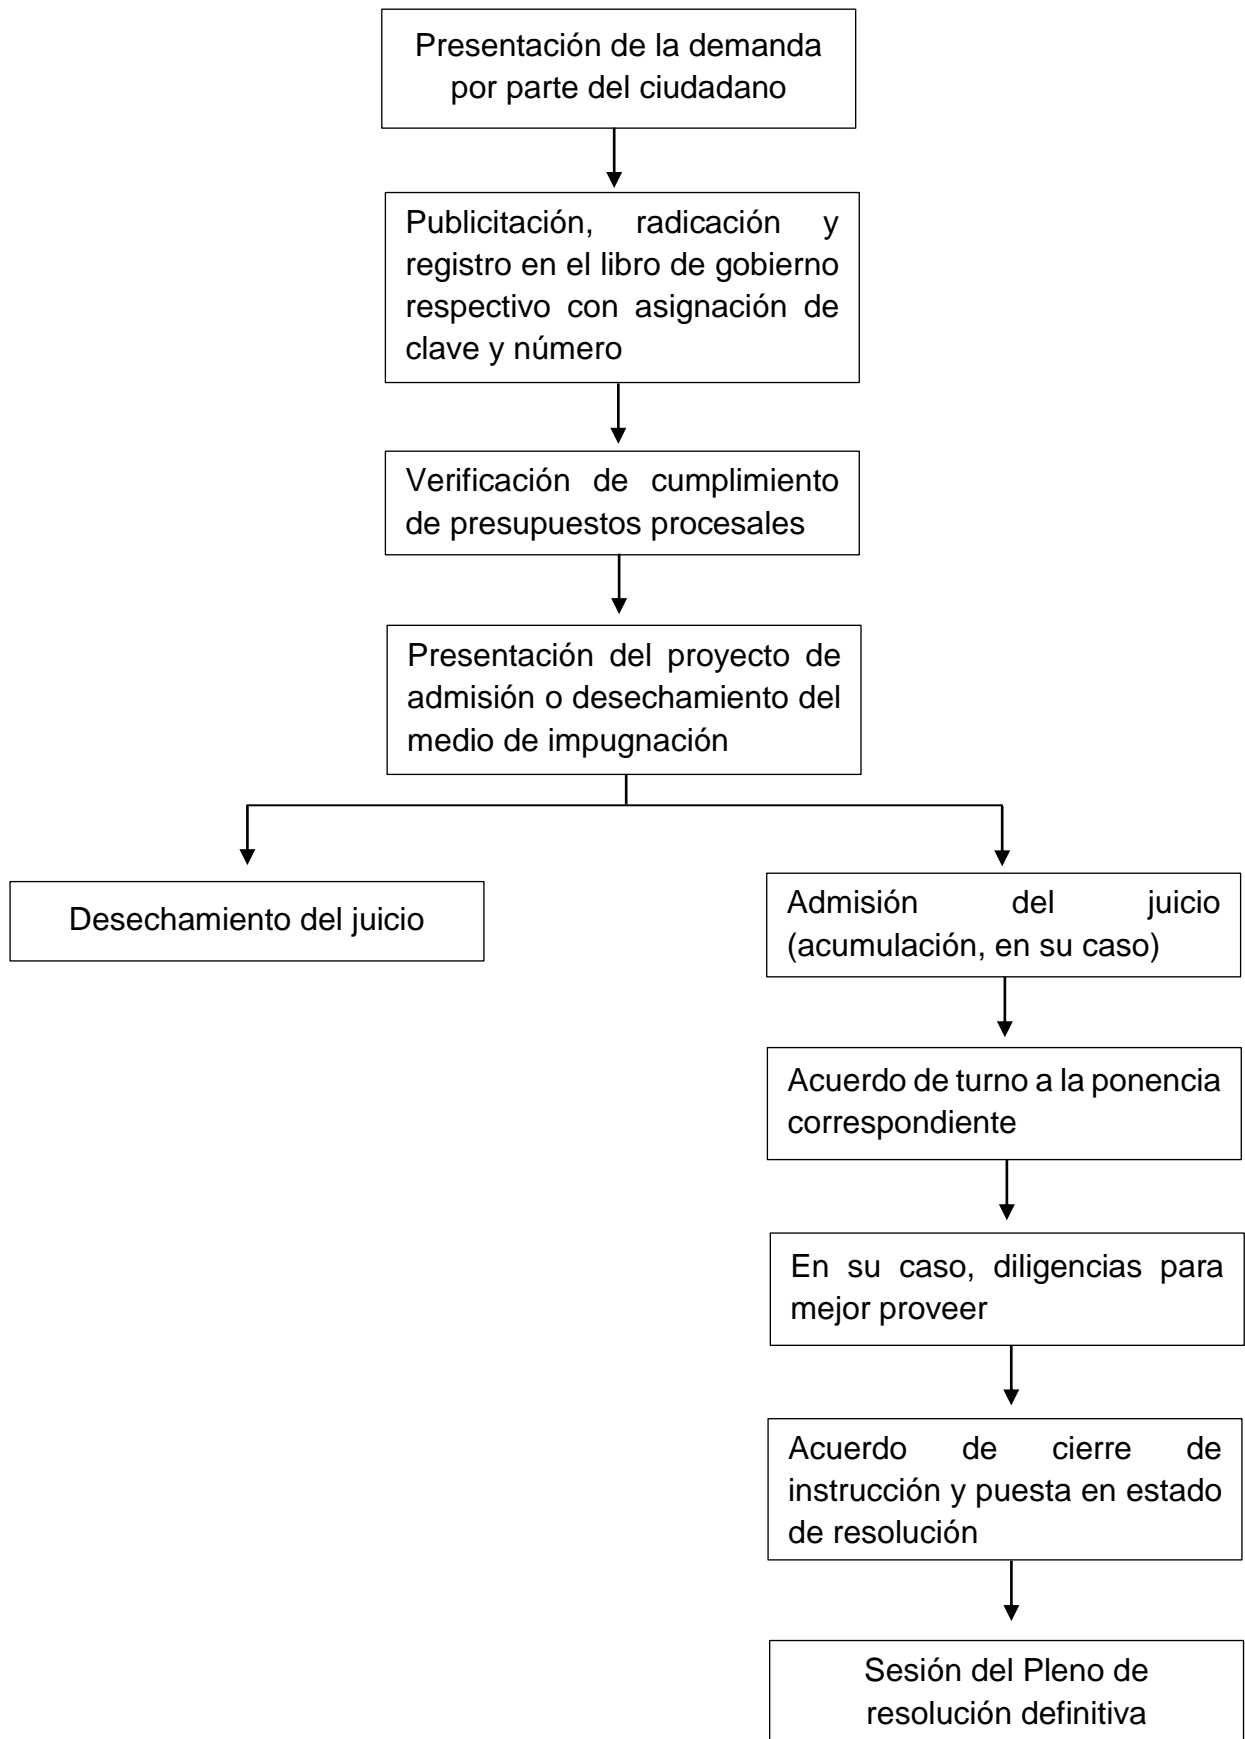 Presentación de la demanda
por parte del ciudadano
Publicitación, radicación y
registro en el libro de gobierno
respectivo con asignación de
clave y número
Verificación de cumplimiento
de presupuestos procesales
Presentación del proyecto de
admisión o desechamiento del
medio de impugnación
Desechamiento del juicio
Admisión del juicio
(acumulación, en su caso)
Acuerdo de turno a la ponencia
correspondiente
En su caso, diligencias para
mejor proveer
Acuerdo de cierre de
instrucción y puesta en estado
de resolución
Sesión del Pleno de
resolución definitiva